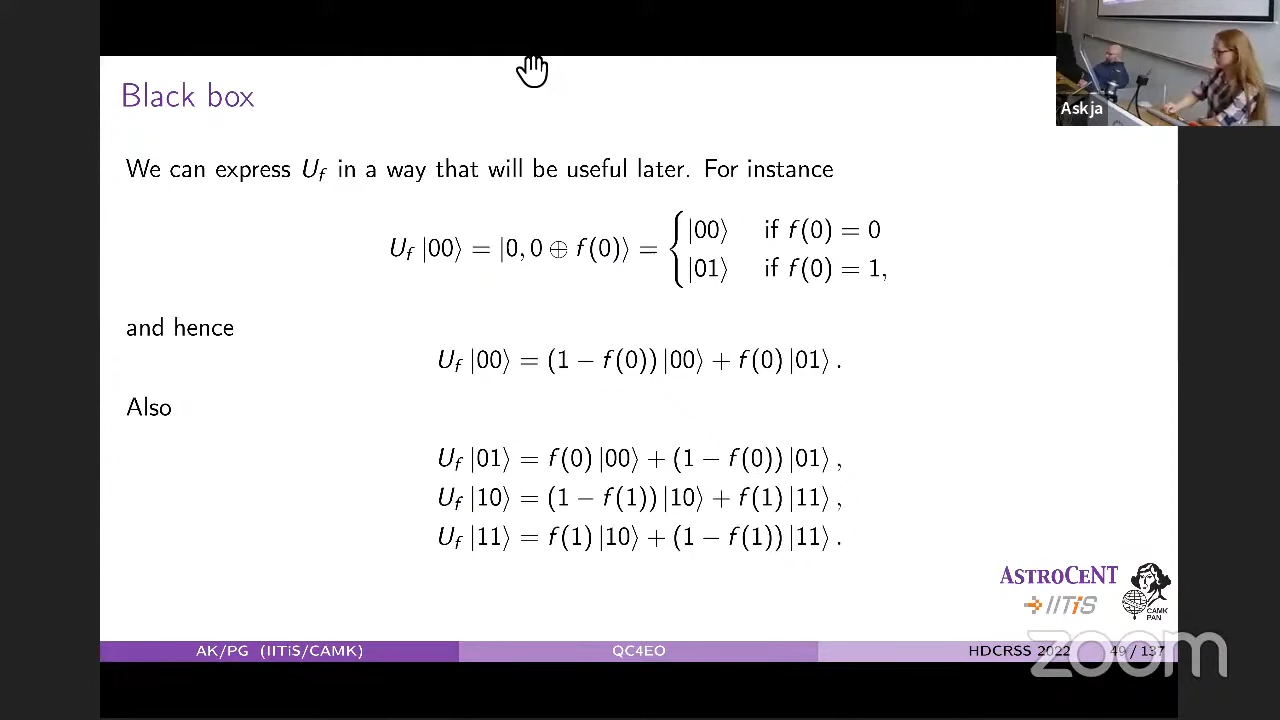 Black box
Askja
We can express U_f in a way that will be useful later. For instance
U_f |00⟩ = |0, 0 ⊕ f(0)⟩ = { |00⟩ if f(0) = 0
|01⟩ if f(0) = 1,
and hence
U_f |00⟩ = (1 − f(0)) |00⟩ + f(0) |01⟩ .
Also
U_f |01⟩ = f(0) |00⟩ + (1 − f(0)) |01⟩ ,
U_f |10⟩ = (1 − f(1)) |10⟩ + f(1) |11⟩ ,
U_f |11⟩ = f(1) |10⟩ + (1 − f(1)) |11⟩ .
ASTROCENT
IITiS
CAMK
PAN
AK/PG (IITiS/CAMK)
QC4EO
HDCRSS 2022
49 / 137
zoom